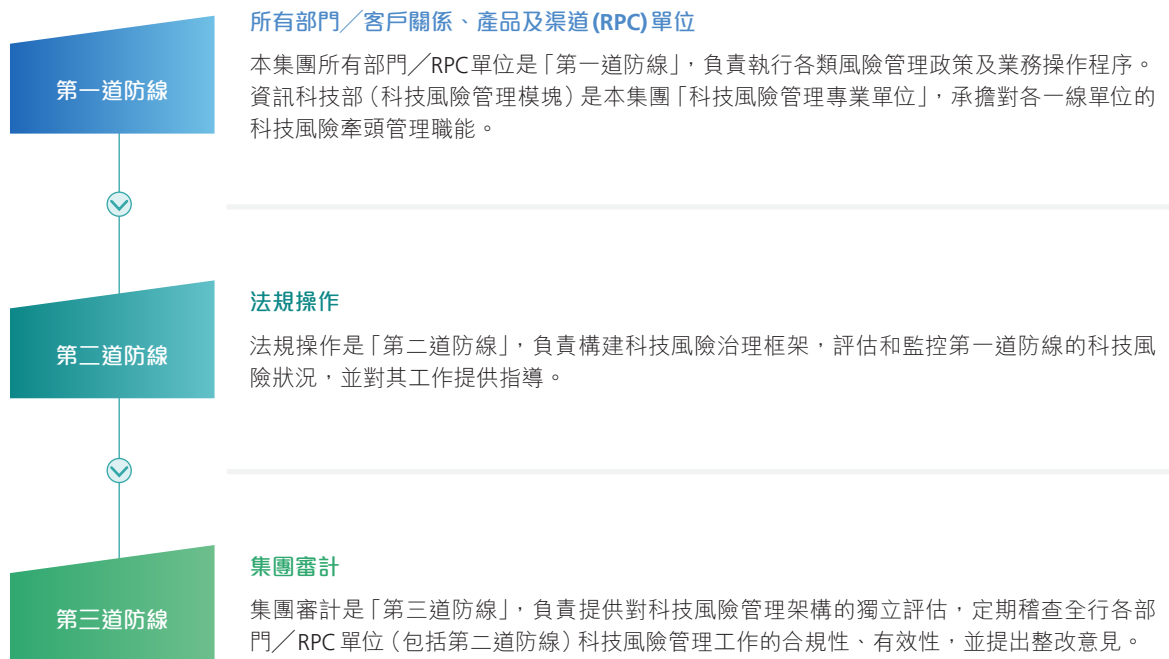 所有部門╱客戶關係、產品及渠道(RPC)單位
第一道防線
本集團所有部門╱RPC單位是「第一道防線」，負責執行各類風險管理政策及業務操作程序。
資訊科技部（科技風險管理模塊）是本集團「科技風險管理專業單位」，承擔對各一線單位的
科技風險牽頭管理職能。
法規操作
第二道防線
法規操作是「第二道防線」，負責構建科技風險治理框架，評估和監控第一道防線的科技風
險狀況，並對其工作提供指導。
集團審計
第三道防線
集團審計是「第三道防線」，負責提供對科技風險管理架構的獨立評估，定期稽查全行各部
門╱RPC單位（包括第二道防線）科技風險管理工作的合規性、有效性，並提出整改意見。